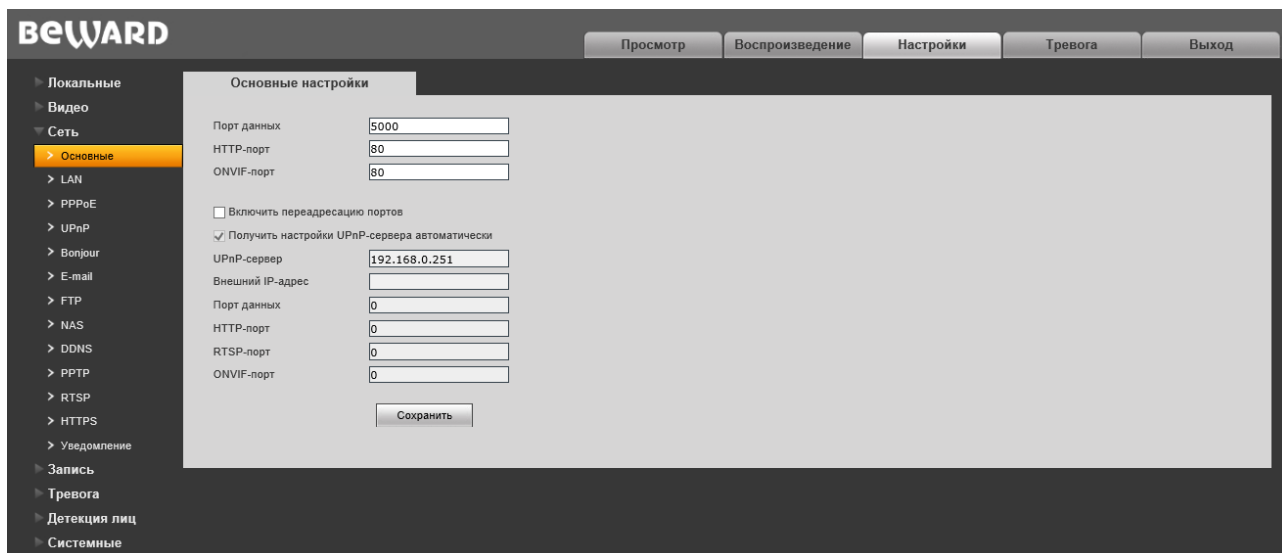 BEWARD
Просмотр
Воспроизведение
Настройки
Тревога
Выход
Локальные
Видео
Сеть
Основные
LAN
PPPoE
UPnP
Bonjour
E-mail
FTP
NAS
DDNS
PPTP
RTSP
HTTPS
Уведомление
Запись
Тревога
Детекция лиц
Системные
Основные настройки
Порт данных 5000
HTTP-порт 80
ONVIF-порт 80
Включить переадресацию портов
Получить настройки UPnP-сервера автоматически
UPnP-сервер 192.168.0.251
Внешний IP-адрес
Порт данных 0
HTTP-порт 0
RTSP-порт 0
ONVIF-порт 0
Сохранить